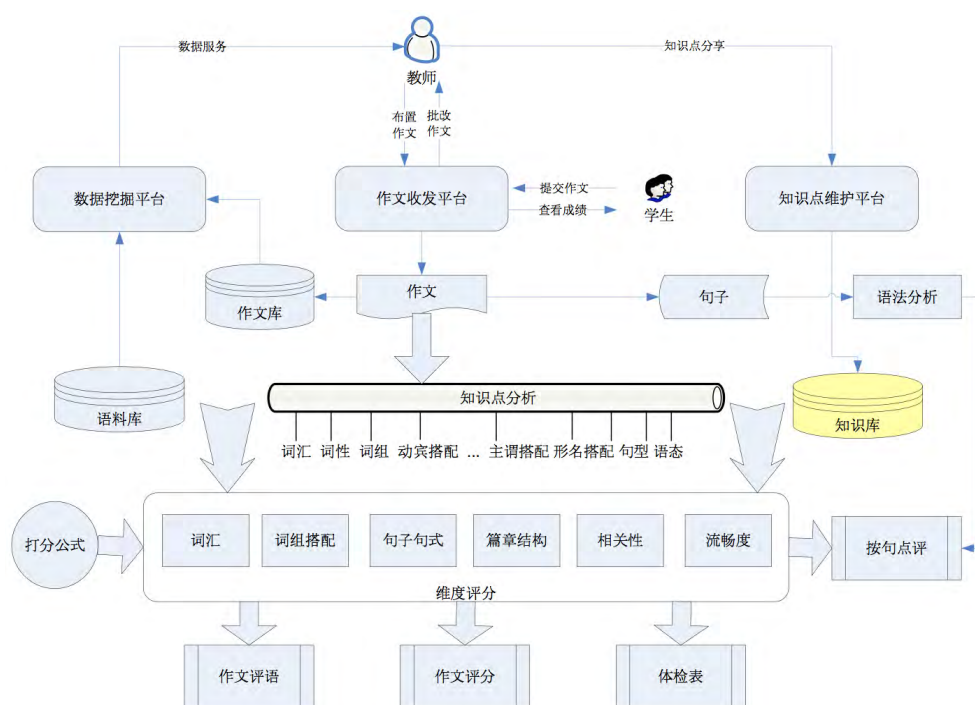 数据服务
知识点分享
教师
布置
作文
批改
作文
数据挖掘平台
作文收发平台
提交作文
查看成绩
学生
知识点维护平台
作文库
作文
句子
语法分析
语料库
知识点分析
知识库
词汇 词性 词组 动宾搭配 ... 主谓搭配 形名搭配 句型 语态
打分公式
词汇
词组搭配
句子句式
篇章结构
相关性
流畅度
按句点评
维度评分
作文评语
作文评分
体检表